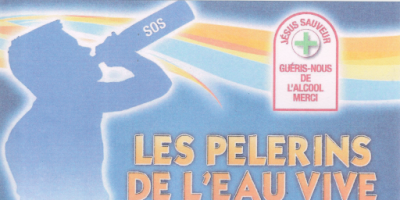 SOS
JÉSUS SAUVEUR
GUÉRIS-NOUS
DE
L'ALCOOL
MERCI
LES PELERINS
DE L'EAU VIVE